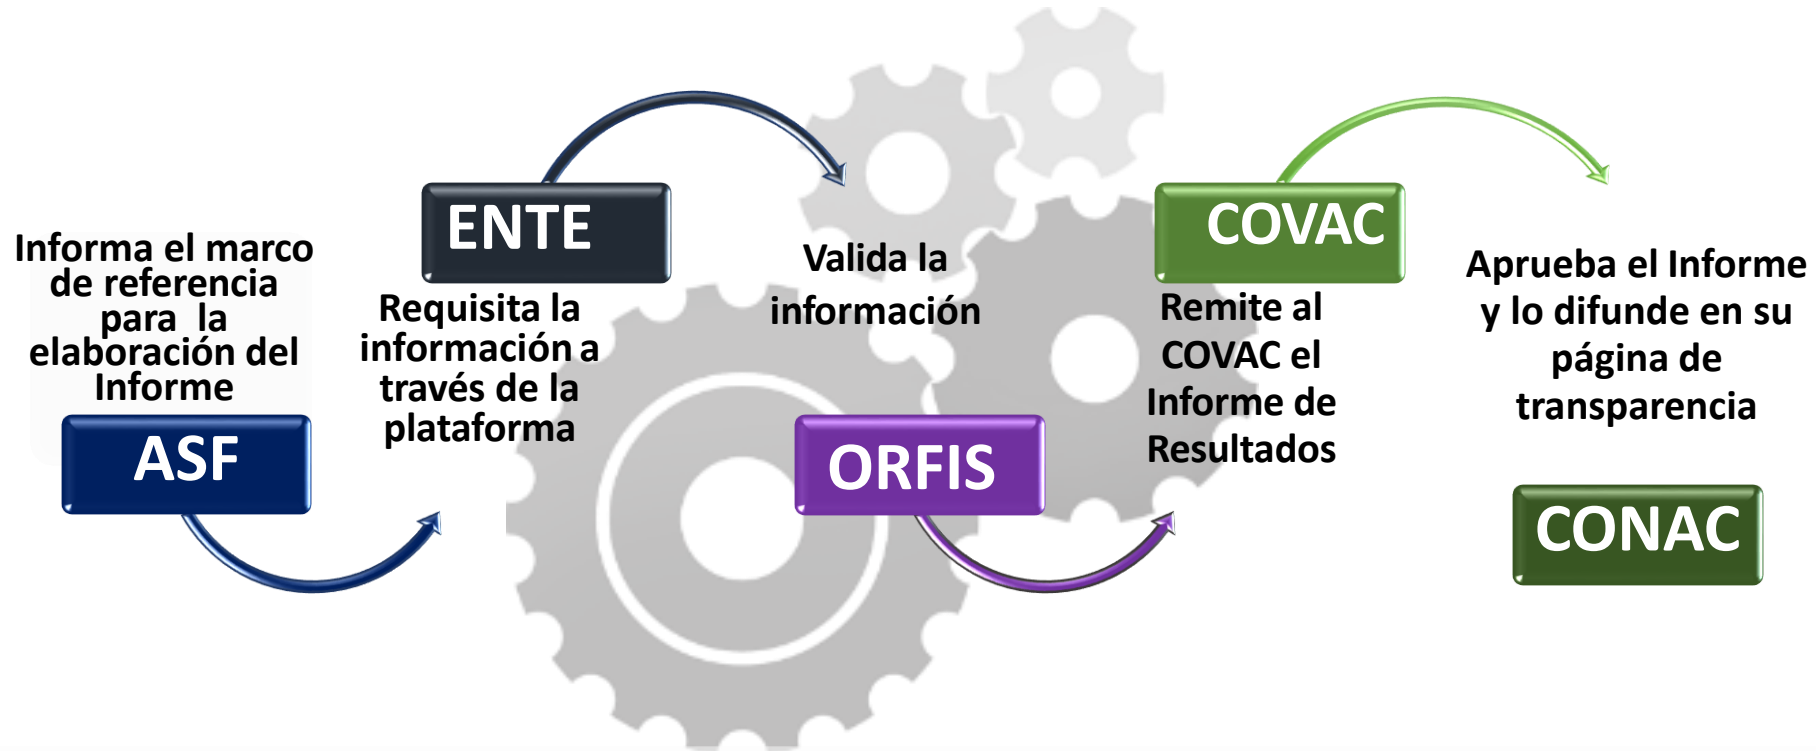 Informa el marco
de referencia
para la
elaboración del
Informe
ASF
ENTE
Requisita la
información a
través de la
plataforma
Valida la
información
ORFIS
COVAC
Remite al
COVAC el
Informe de
Resultados
Aprueba el Informe
y lo difunde en su
página de
transparencia
CONAC